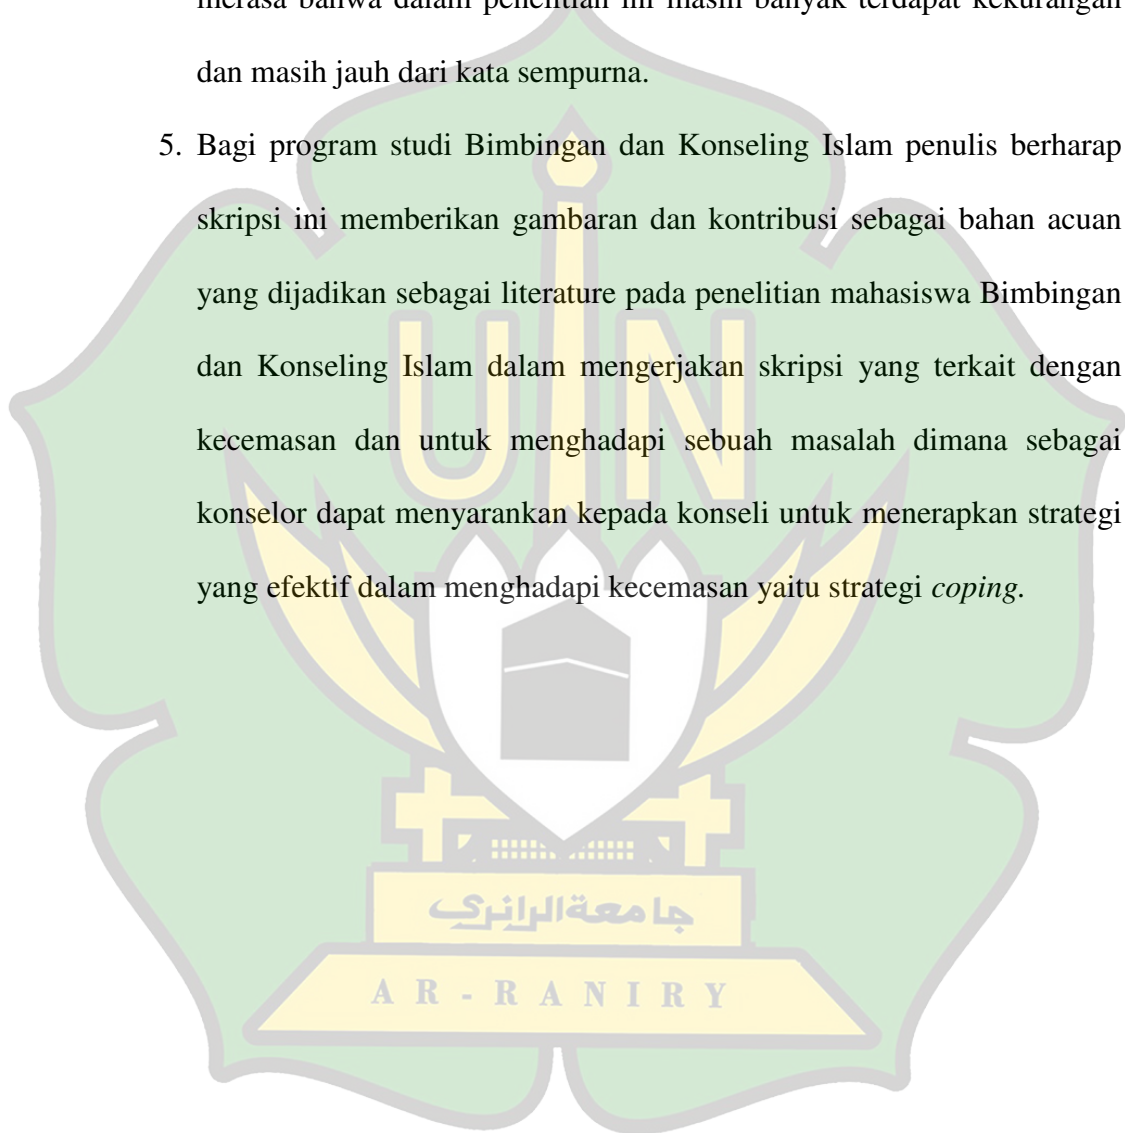 merasa bahwa dalam penelitian ini masih banyak terdapat kekurangan
dan masih jauh dari kata sempurna.
5. Bagi program studi Bimbingan dan Konseling Islam penulis berharap
skripsi ini memberikan gambaran dan kontribusi sebagai bahan acuan
yang dijadikan sebagai literature pada penelitian mahasiswa Bimbingan
dan Konseling Islam dalam mengerjakan skripsi yang terkait dengan
kecemasan dan untuk menghadapi sebuah masalah dimana sebagai
konselor dapat menyarankan kepada konseli untuk menerapkan strategi
yang efektif dalam menghadapi kecemasan yaitu strategi coping.
UIN
جامعة الرانري
AR-RANIRY